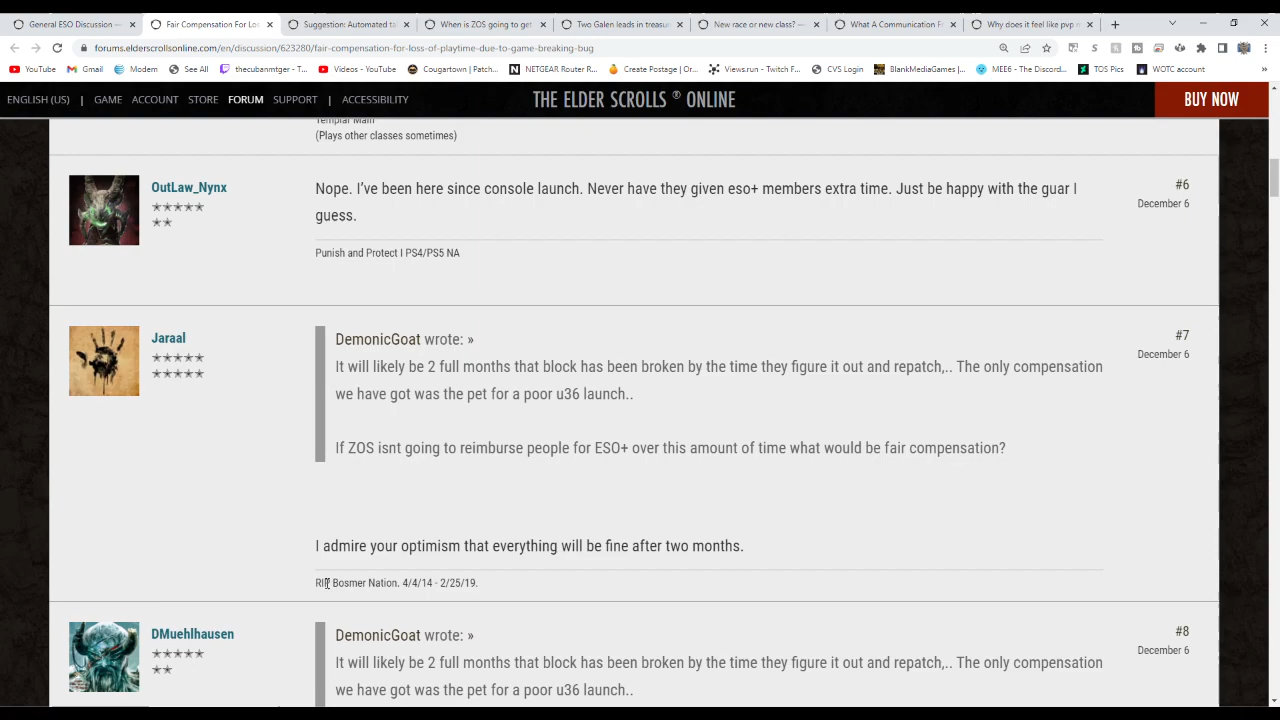 General ESO Discussion —
Fair Compensation For Los
Suggestion: Automated ta
When is ZOS going to get
Two Galen leads in treasu
New race or new class? —
What A Communication F
Why does it feel like pvp m
forums.elderscrollsonline.com/en/discussion/623280/fair-compensation-for-loss-of-playtime-due-to-game-breaking-bug
YouTube
Gmail
Modem
See All
thecubanmtger - T...
Videos - YouTube
Cougartown | Patch...
NETGEAR Router R...
Create Postage | Or...
Views.run - Twitch F...
CVS Login
BlankMediaGames |...
MEE6 - The Discord...
TOS Pics
WOTC account
»
ENGLISH (US)
GAME
ACCOUNT
STORE
FORUM
SUPPORT
|
ACCESSIBILITY
THE ELDER SCROLLS ® ONLINE
BUY NOW
Templar Main
(Plays other classes sometimes)
OutLaw_Nynx
Nope. I've been here since console launch. Never have they given eso+ members extra time. Just be happy with the guar I
guess.
#6
December 6
Punish and Protect I PS4/PS5 NA
Jaraal
DemonicGoat wrote: »
#7
December 6
It will likely be 2 full months that block has been broken by the time they figure it out and repatch,.. The only compensation
we have got was the pet for a poor u36 launch..
If ZOS isnt going to reimburse people for ESO+ over this amount of time what would be fair compensation?
I admire your optimism that everything will be fine after two months.
RIP Bosmer Nation. 4/4/14 - 2/25/19.
DMuehlhausen
DemonicGoat wrote: »
#8
December 6
It will likely be 2 full months that block has been broken by the time they figure it out and repatch,.. The only compensation
we have got was the pet for a poor u36 launch..